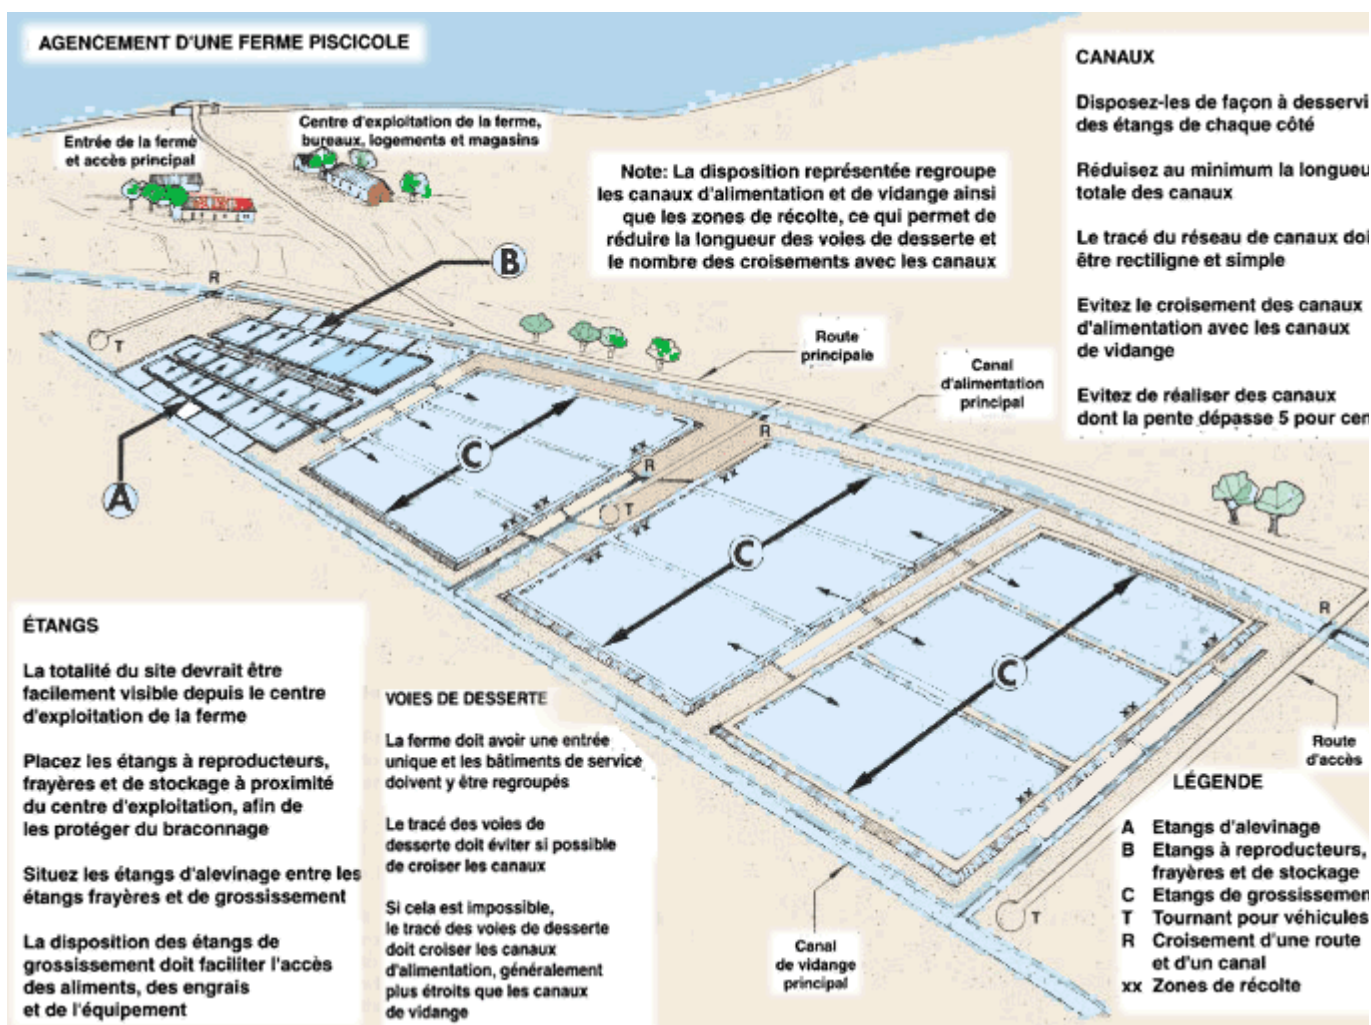 AGENCEMENT D'UNE FERME PISCICOLE
Entrée de la ferme
et accès principal
Centre d'exploitation de la ferme,
bureaux, logements et magasins
Note: La disposition représentée regroupe
les canaux d'alimentation et de vidange ainsi
que les zones de récolte, ce qui permet de
réduire la longueur des voies de desserte et
le nombre des croisements avec les canaux
CANAUX
Disposez-les de façon à desservi
des étangs de chaque côté
Réduisez au minimum la longueu
totale des canaux
Le tracé du réseau de canaux doi
être rectiligne et simple
Evitez le croisement des canaux
d'alimentation avec les canaux
de vidange
Evitez de réaliser des canaux
dont la pente dépasse 5 pour cen
R
B
T
Route
principale
Canal
d'alimentation
principal
A
C
R
R
T
xx
xx
xx
xx
xx
C
C
xx
xx
xx
R
T
Route
d'accès
Canal
de vidange
principal
ÉTANGS
La totalité du site devrait être
facilement visible depuis le centre
d'exploitation de la ferme
Placez les étangs à reproducteurs,
frayères et de stockage à proximité
du centre d'exploitation, afin de
les protéger du braconnage
Situez les étangs d'alevinage entre les
étangs frayères et de grossissement
La disposition des étangs de
grossissement doit faciliter l'accès
des aliments, des engrais
et de l'équipement
VOIES DE DESSERTE
La ferme doit avoir une entrée
unique et les bâtiments de service
doivent y être regroupés
Le tracé des voies de
desserte doit éviter si possible
de croiser les canaux
Si cela est impossible,
le tracé des voies de desserte
doit croiser les canaux
d'alimentation, généralement
plus étroits que les canaux
de vidange
LÉGENDE
A Etangs d'alevinage
B Etangs à reproducteurs,
frayères et de stockage
C Etangs de grossissemen
T Tournant pour véhicules
R Croisement d'une route
et d'un canal
xx Zones de récolte